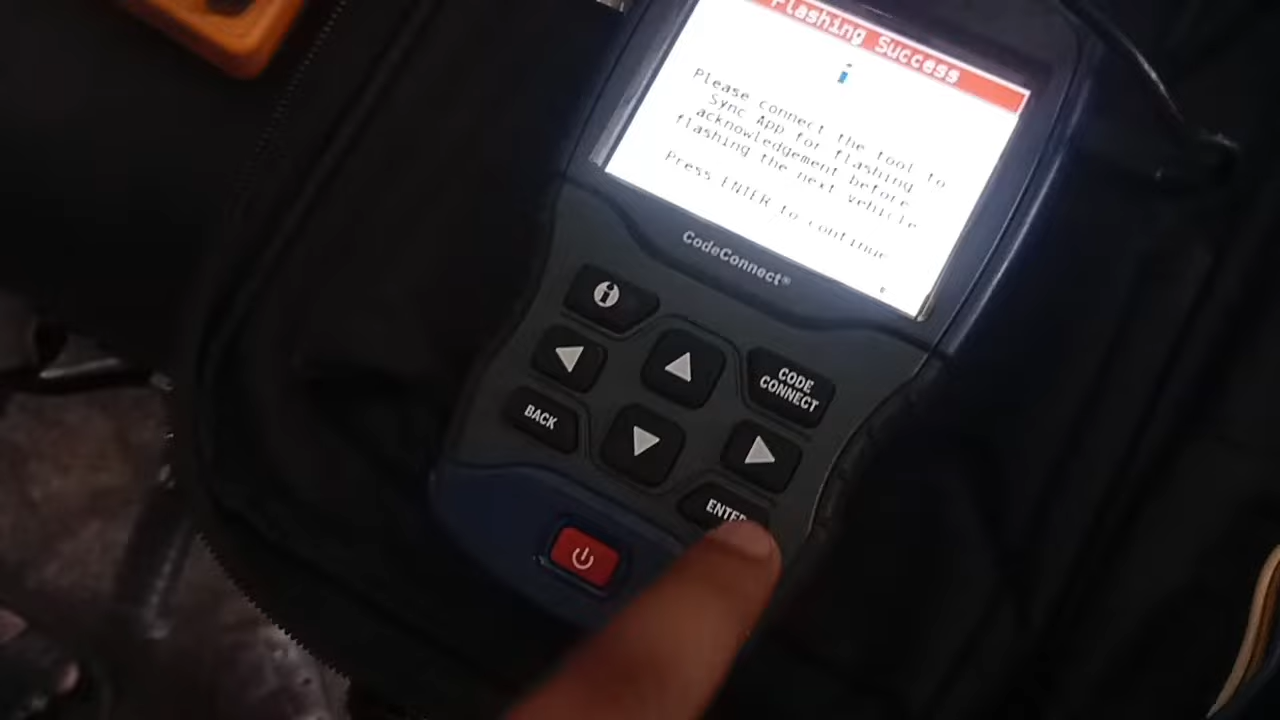 Flashing Success
Please connect the tool to
Sync App for flashing
acknowledgement before
flashing the next vehicle
Press ENTER to continue
CodeConnect®
CODE
CONNECT
BACK
ENTER